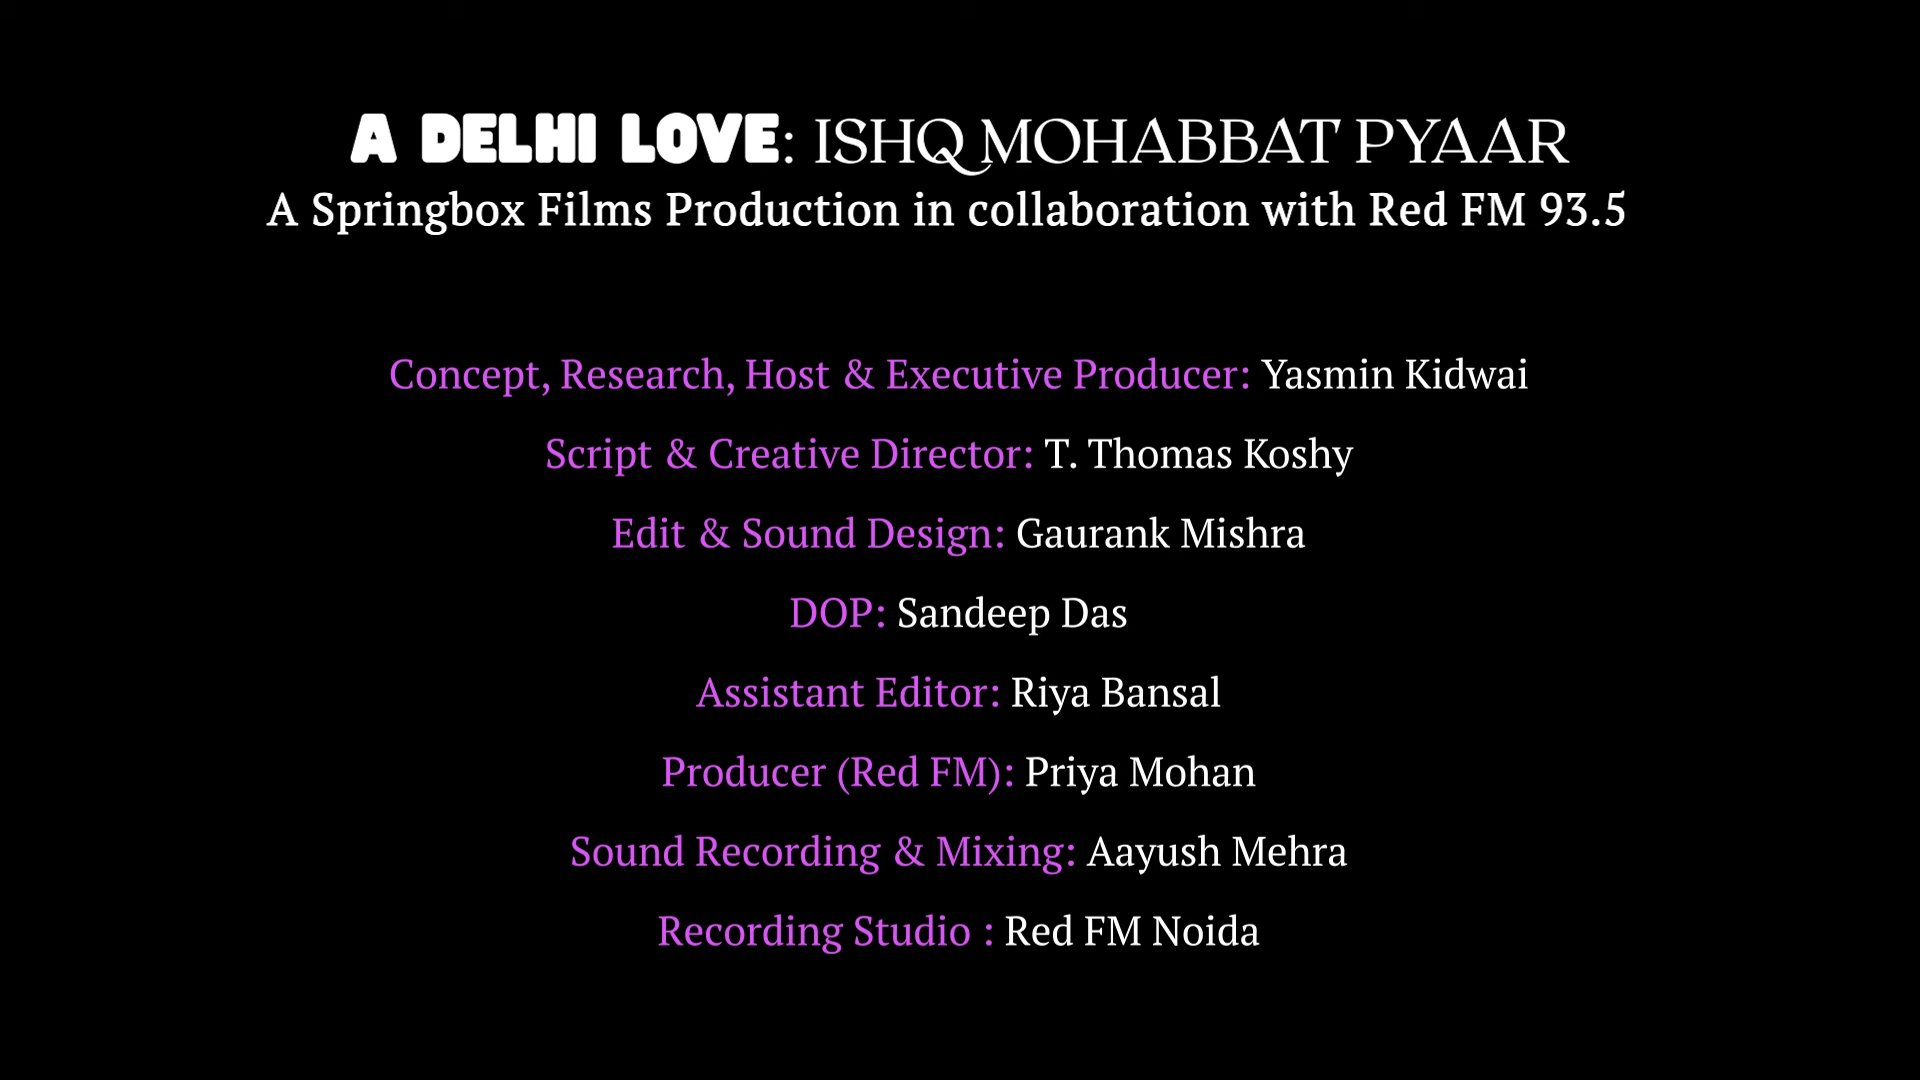 A DELHI LOVE: ISHQ MOHABBAT PYAAR
A Springbox Films Production in collaboration with Red FM 93.5
Concept, Research, Host & Executive Producer: Yasmin Kidwai
Script & Creative Director: T. Thomas Koshy
Edit & Sound Design: Gaurank Mishra
DOP: Sandeep Das
Assistant Editor: Riya Bansal
Producer (Red FM): Priya Mohan
Sound Recording & Mixing: Aayush Mehra
Recording Studio : Red FM Noida